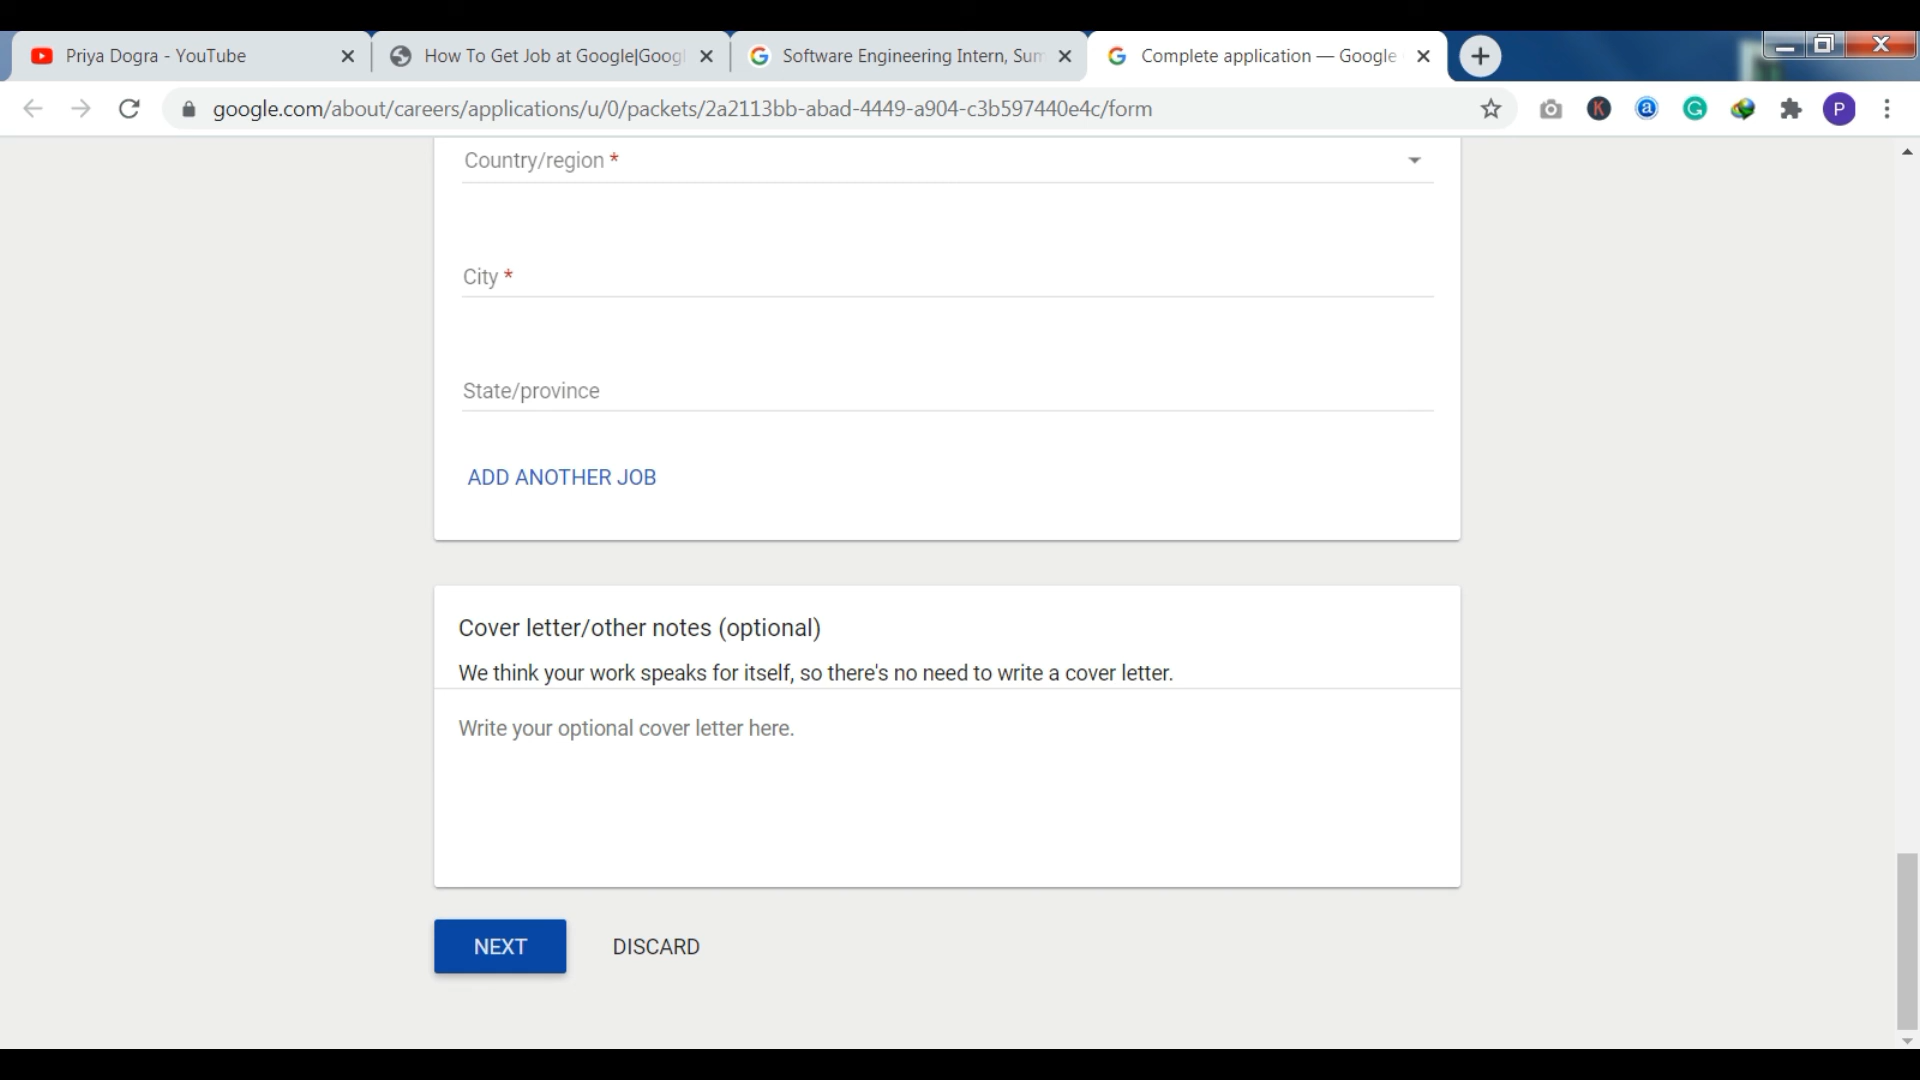 Priya Dogra - YouTube
How To Get Job at Google|Googl
Software Engineering Intern, Sum
Complete application — Google
google.com/about/careers/applications/u/0/packets/2a2113bb-abad-4449-a904-c3b597440e4c/form
K
a
G
P
Country/region *
City *
State/province
ADD ANOTHER JOB
Cover letter/other notes (optional)
We think your work speaks for itself, so there's no need to write a cover letter.
Write your optional cover letter here.
NEXT
DISCARD